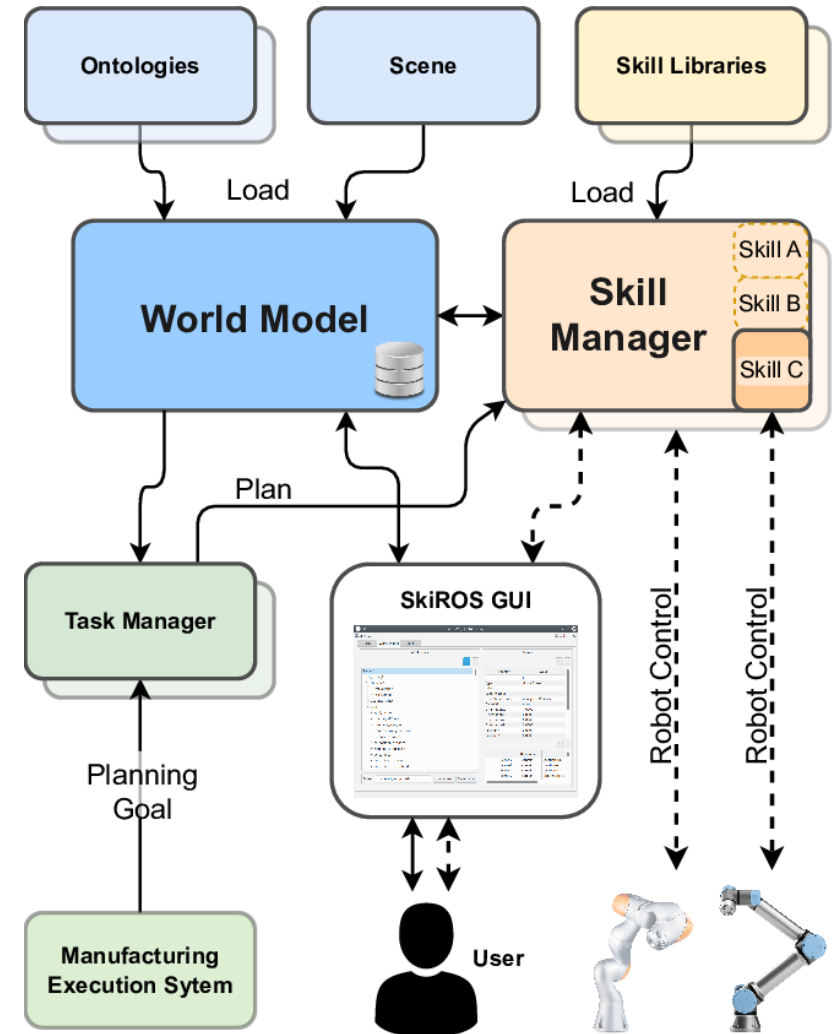 Ontologies
Scene
Skill Libraries
Load
Load
World Model
Skill
Manager
Skill A
Skill B
Skill C
Plan
Task Manager
SkiROS GUI
Robot Control
Robot Control
Planning
Goal
Manufacturing
Execution Sytem
User